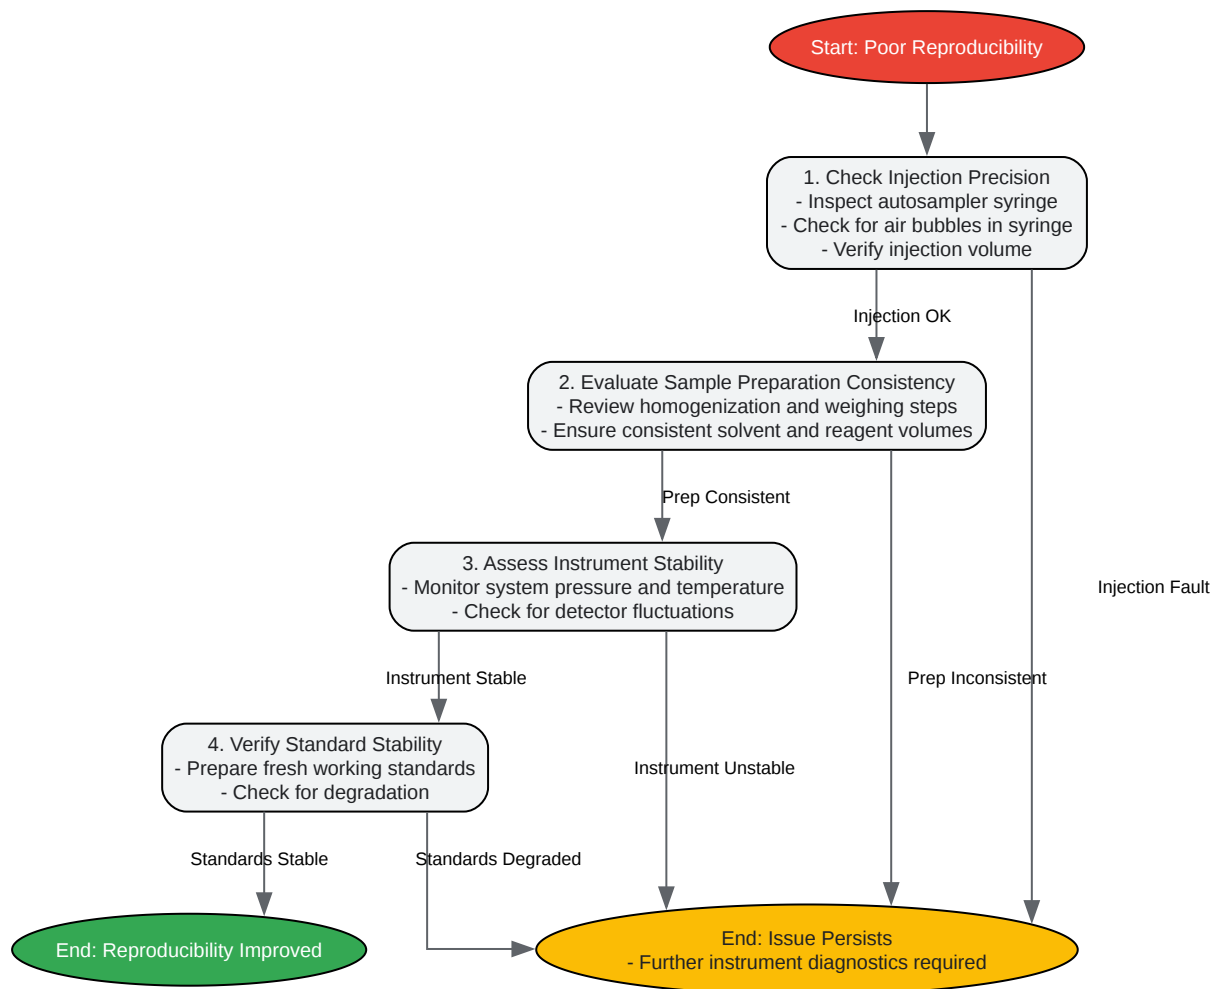 Start: Poor Reproducibility
1. Check Injection Precision
- Inspect autosampler syringe
- Check for air bubbles in syringe
- Verify injection volume
Injection OK
2. Evaluate Sample Preparation Consistency
- Review homogenization and weighing steps
- Ensure consistent solvent and reagent volumes
Prep Consistent
3. Assess Instrument Stability
- Monitor system pressure and temperature
- Check for detector fluctuations
Injection Fault
Instrument Stable
Prep Inconsistent
4. Verify Standard Stability
- Prepare fresh working standards
- Check for degradation
Instrument Unstable
Standards Stable
Standards Degraded
End: Reproducibility Improved
End: Issue Persists
- Further instrument diagnostics required